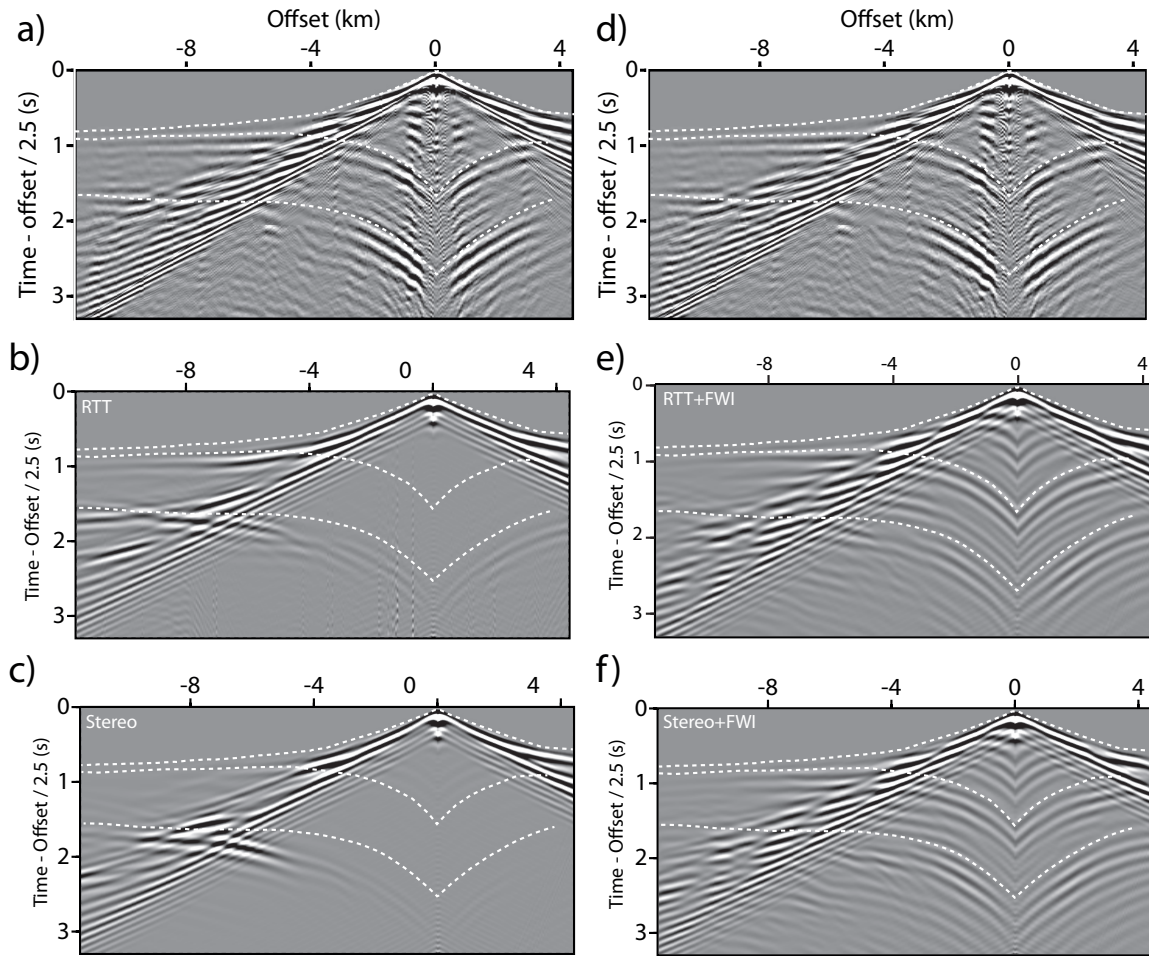 Offset (km)
a)
-8 -4 0 4
0
1
2
3
Time - offset / 2.5 (s)
Offset (km)
d)
-8 -4 0 4
0
1
2
3
Time - offset / 2.5 (s)
b)
-8 -4 0 4
0
1
2
3
RTT
Time - Offset / 2.5 (s)
e)
-8 -4 0 4
0
1
2
3
RTT+FWI
Time - Offset / 2.5 (s)
c)
-8 -4 0 4
0
1
2
3
Stereo
Time - Offset / 2.5 (s)
f)
-8 -4 0 4
0
1
2
3
Stereo+FWI
Time - Offset / 2.5 (s)